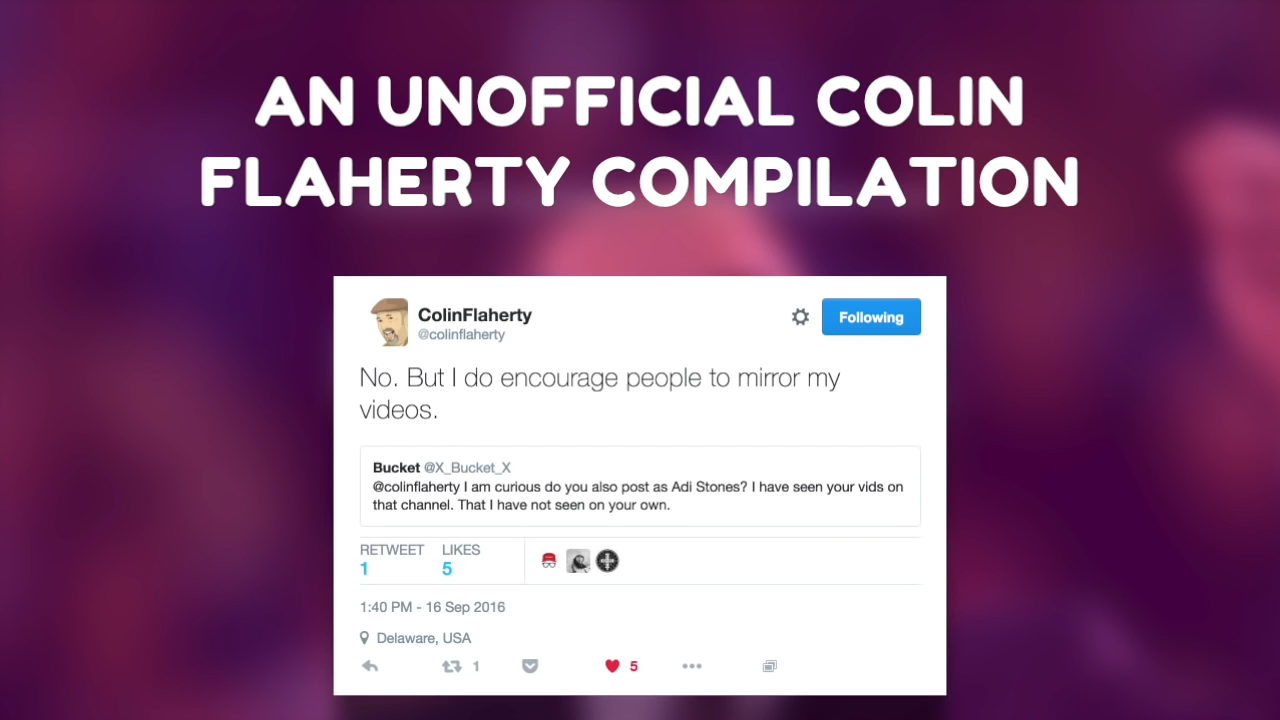 AN UNOFFICIAL COLIN
FLAHERTY COMPILATION
ColinFlaherty
@colinflaherty
Following
No. But I do encourage people to mirror my
videos.
Bucket @X_Bucket_X
@colinflaherty I am curious do you also post as Adi Stones? I have seen your vids on
that channel. That I have not seen on your own.
RETWEET LIKES
1 5
1:40 PM - 16 Sep 2016
Delaware, USA
1 5